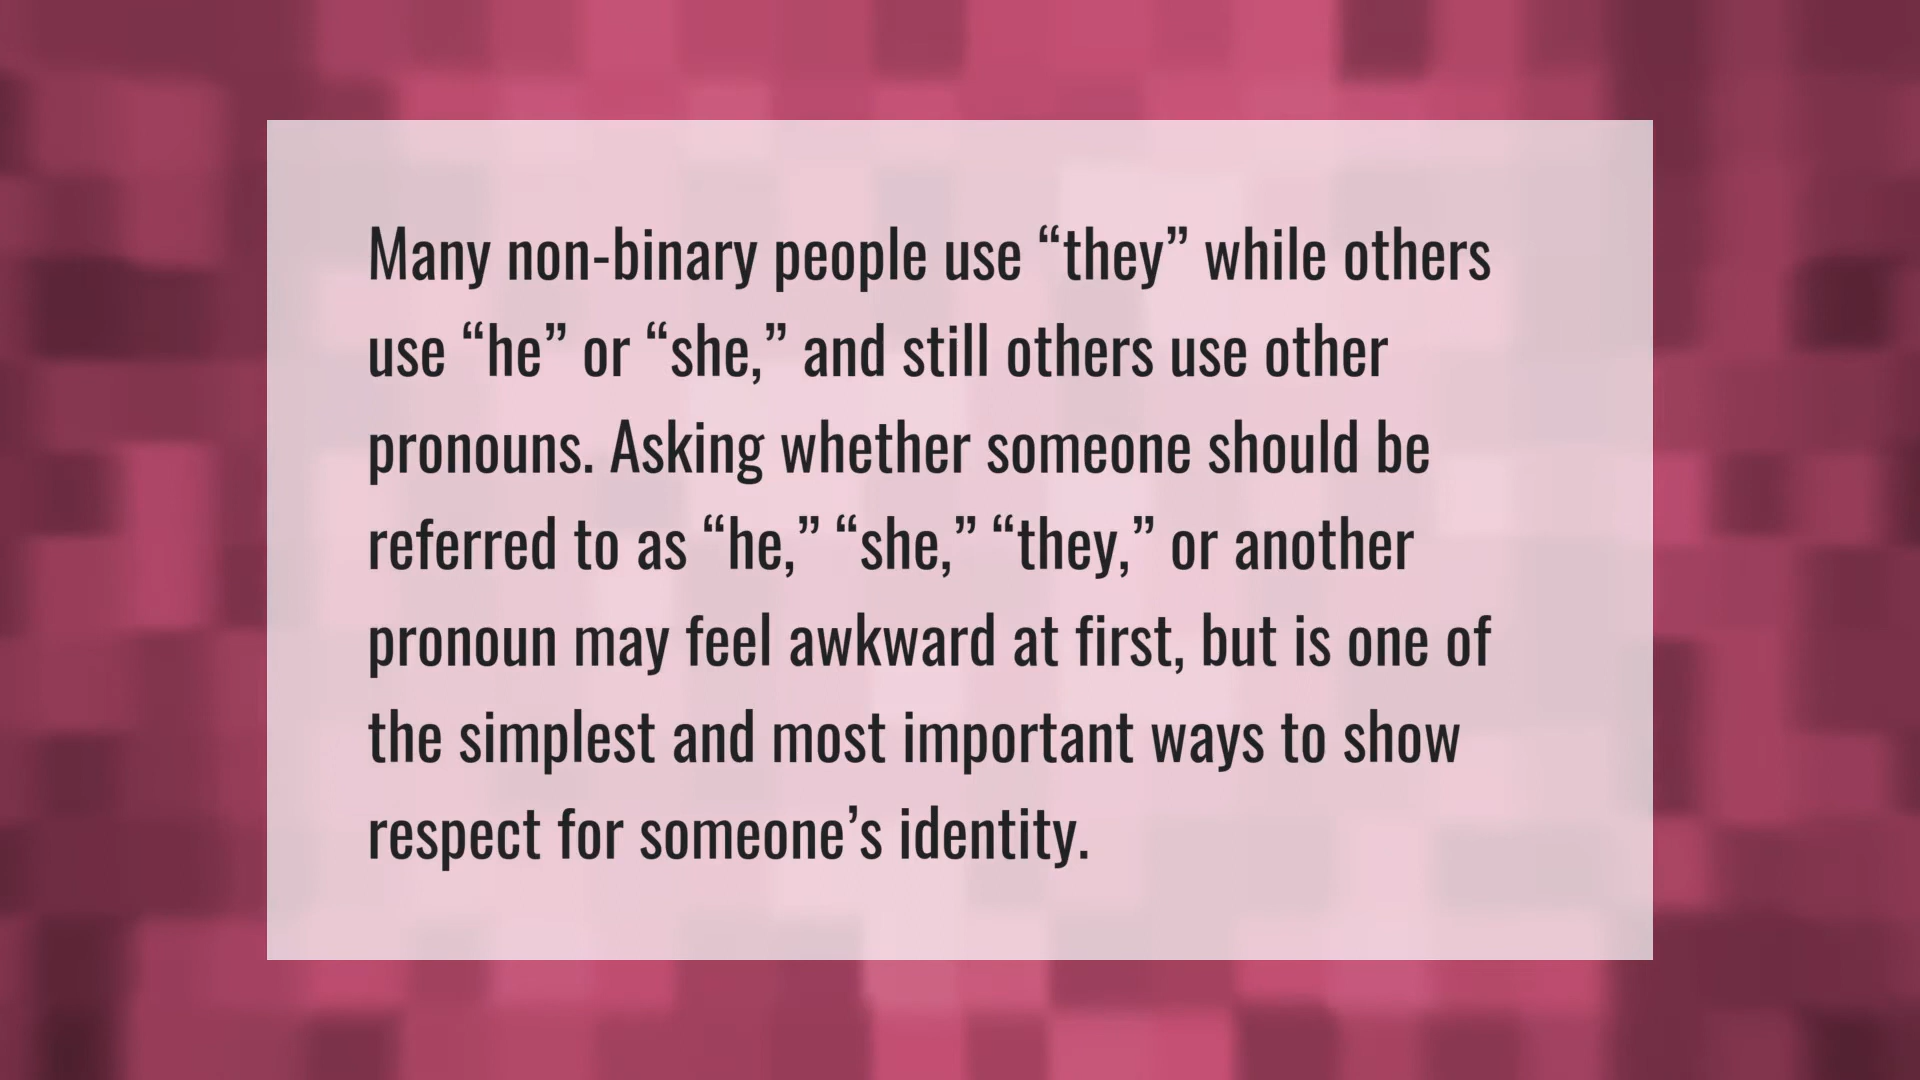 Many non-binary people use “they” while others
use “he” or “she,” and still others use other
pronouns. Asking whether someone should be
referred to as “he,” “she,” “they,” or another
pronoun may feel awkward at first, but is one of
the simplest and most important ways to show
respect for someone’s identity.